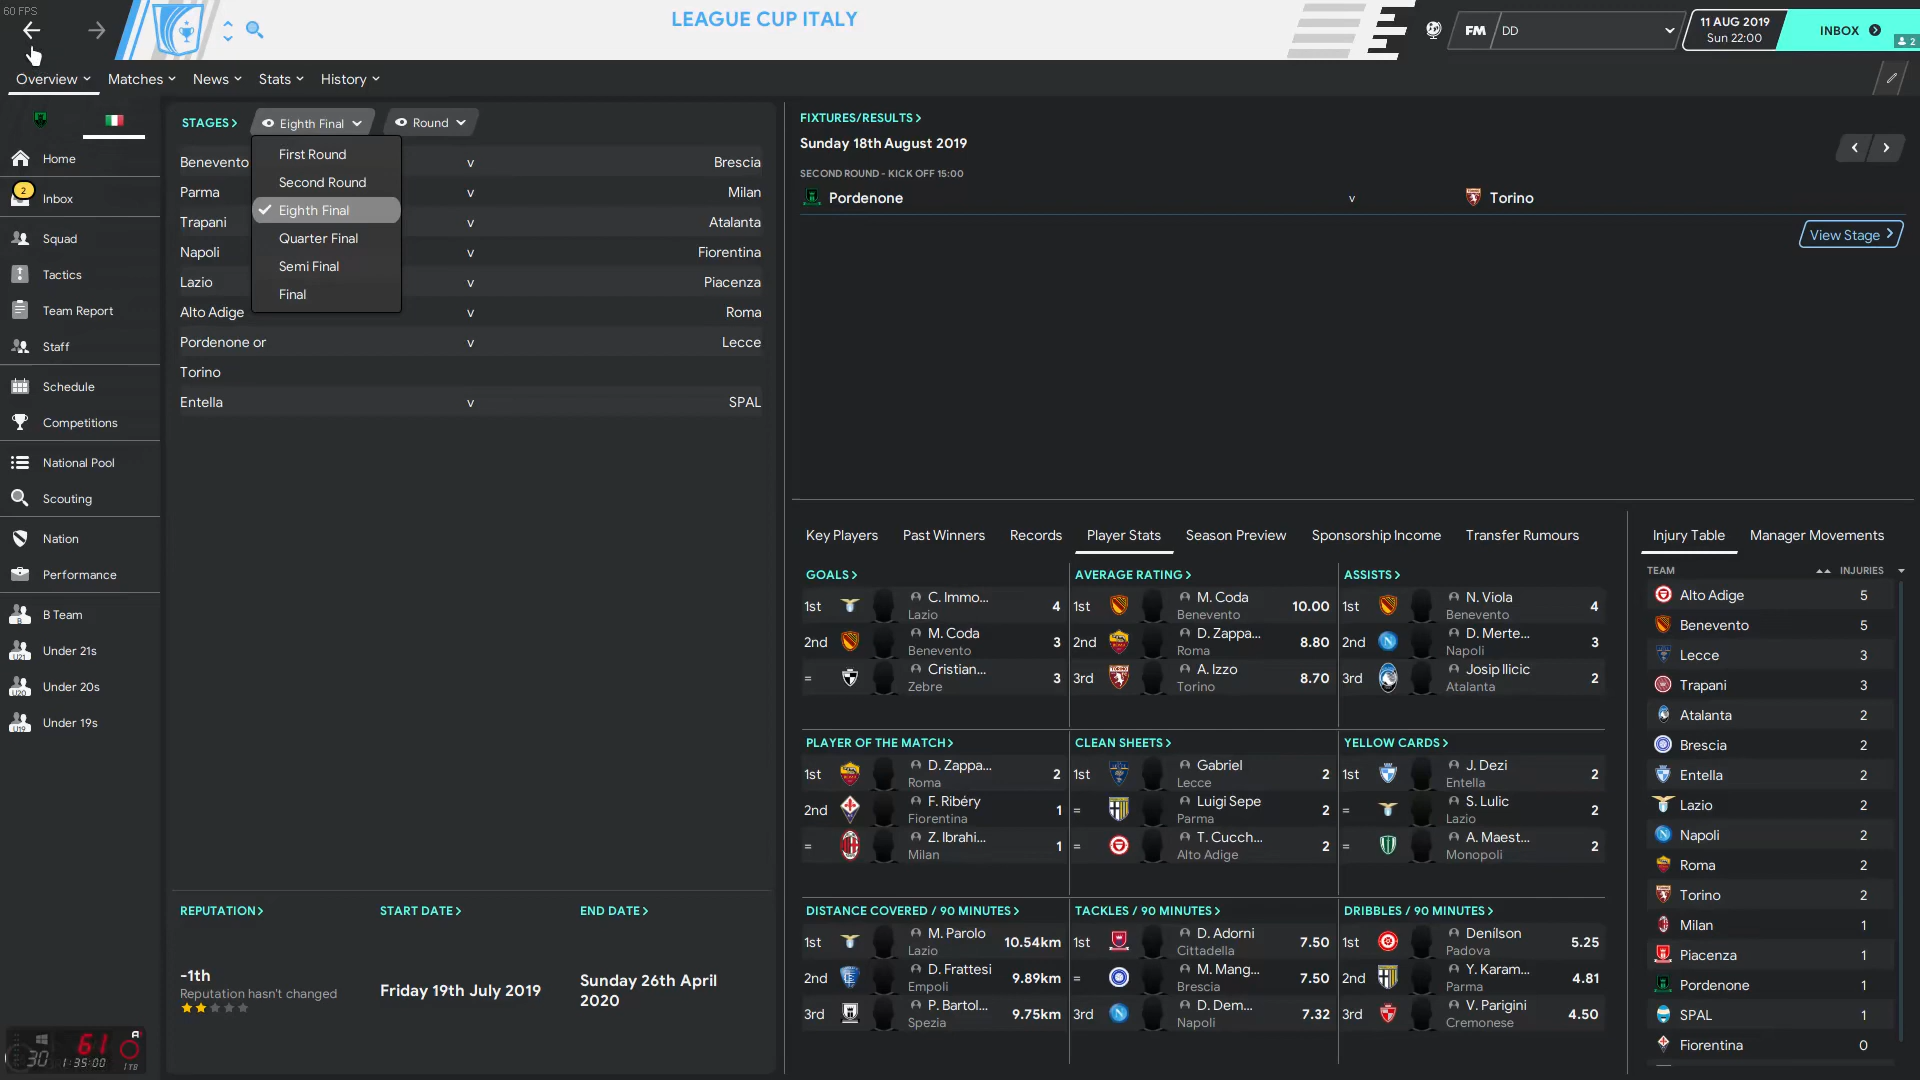 60 FPS
LEAGUE CUP ITALY
FM
DD
11 AUG 2019
Sun 22:00
INBOX
2
Overview
Matches
News
Stats
History
Home
2
Inbox
Squad
Tactics
Team Report
Staff
Schedule
Competitions
National Pool
Scouting
Nation
Performance
B Team
Under 21s
Under 20s
Under 19s
STAGES
Eighth Final
Round
First Round
Second Round
Eighth Final
Quarter Final
Semi Final
Final
Benevento v Brescia
Parma v Milan
Trapani v Atalanta
Napoli v Fiorentina
Lazio v Piacenza
Alto Adige v Roma
Pordenone or v Lecce
Torino
Entella v SPAL
REPUTATION
-1th
Reputation hasn't changed
START DATE
Friday 19th July 2019
END DATE
Sunday 26th April
2020
FIXTURES/RESULTS
Sunday 18th August 2019
SECOND ROUND - KICK OFF 15:00
Pordenone v Torino
View Stage
Key Players
Past Winners
Records
Player Stats
Season Preview
Sponsorship Income
Transfer Rumours
GOALS
1st C. Immo... 4
Lazio
2nd M. Coda 3
Benevento
= Cristian... 3
Zebre
AVERAGE RATING
1st M. Coda 10.00
Benevento
2nd D. Zappa... 8.80
Roma
3rd A. Izzo 8.70
Torino
ASSISTS
1st N. Viola 4
Benevento
2nd D. Merte... 3
Napoli
3rd Josip Ilicic 2
Atalanta
PLAYER OF THE MATCH
1st D. Zappa... 2
Roma
2nd F. Ribéry 1
Fiorentina
= Z. Ibrahi... 1
Milan
CLEAN SHEETS
1st Gabriel 2
Lecce
= Luigi Sepe 2
Parma
= T. Cucch... 2
Alto Adige
YELLOW CARDS
1st J. Dezi 2
Entella
= S. Lulic 2
Lazio
= A. Maest... 2
Monopoli
DISTANCE COVERED / 90 MINUTES
1st M. Parolo 10.54km
Lazio
2nd D. Frattesi 9.89km
Empoli
3rd P. Bartol... 9.75km
Spezia
TACKLES / 90 MINUTES
1st D. Adorni 7.50
Cittadella
= M. Mang... 7.50
Brescia
3rd D. Dem... 7.32
Napoli
DRIBBLES / 90 MINUTES
1st Denílson 5.25
Padova
2nd Y. Karam... 4.81
Parma
3rd V. Parigini 4.50
Cremonese
Injury Table
Manager Movements
TEAM INJURIES
Alto Adige 5
Benevento 5
Lecce 3
Trapani 3
Atalanta 2
Brescia 2
Entella 2
Lazio 2
Napoli 2
Roma 2
Torino 2
Milan 1
Piacenza 1
Pordenone 1
SPAL 1
Fiorentina 0
61
30 1:35:00
A
1TB